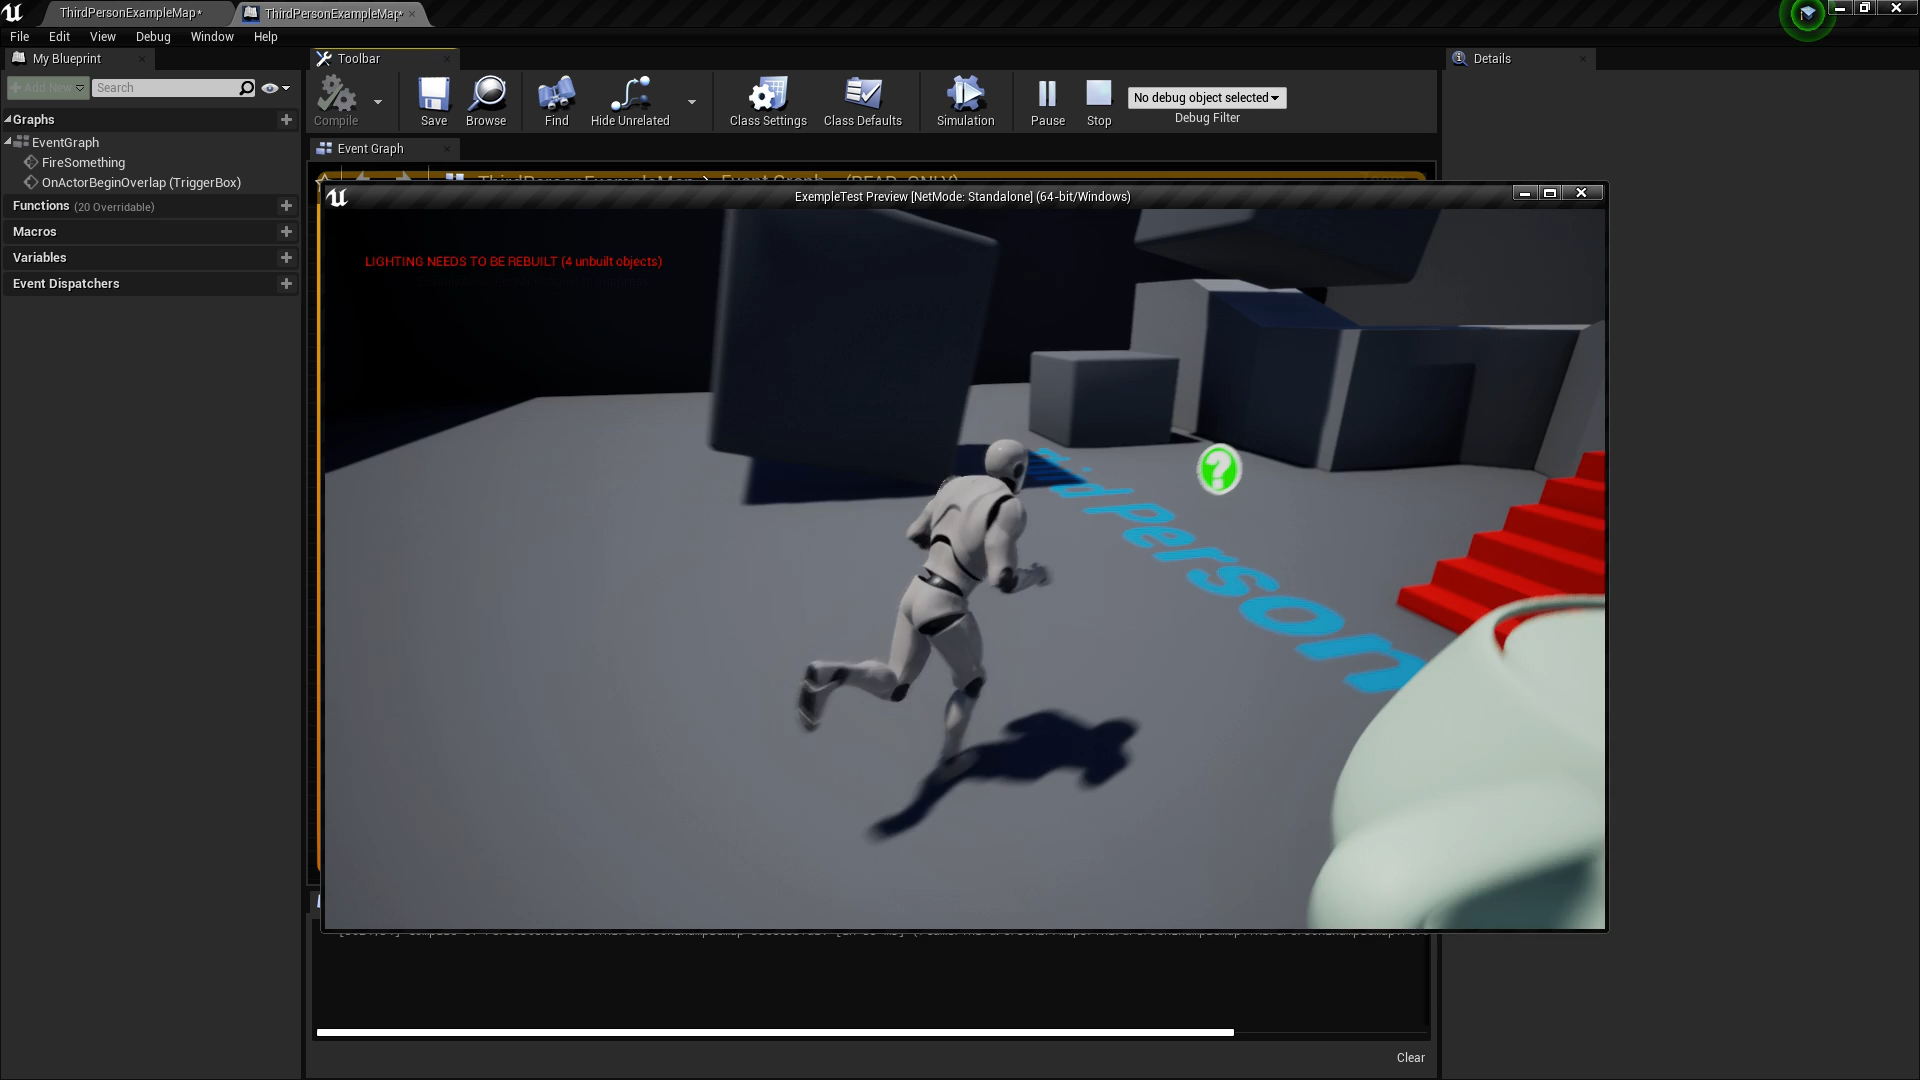 ThirdPersonExampleMap*
ThirdPersonExampleMap*
File Edit View Debug Window Help
My Blueprint
Toolbar
Details
Add New
Search
Compile
Save
Browse
Find
Hide Unrelated
Class Settings
Class Defaults
Simulation
Pause
Stop
No debug object selected
Debug Filter
Graphs
EventGraph
FireSomething
OnActorBeginOverlap (TriggerBox)
Functions (20 Overridable)
Macros
Variables
Event Dispatchers
Event Graph
ExempleTest Preview [NetMode: Standalone] (64-bit/Windows)
LIGHTING NEEDS TO BE REBUILT (4 unbuilt objects)
?
Person
Clear